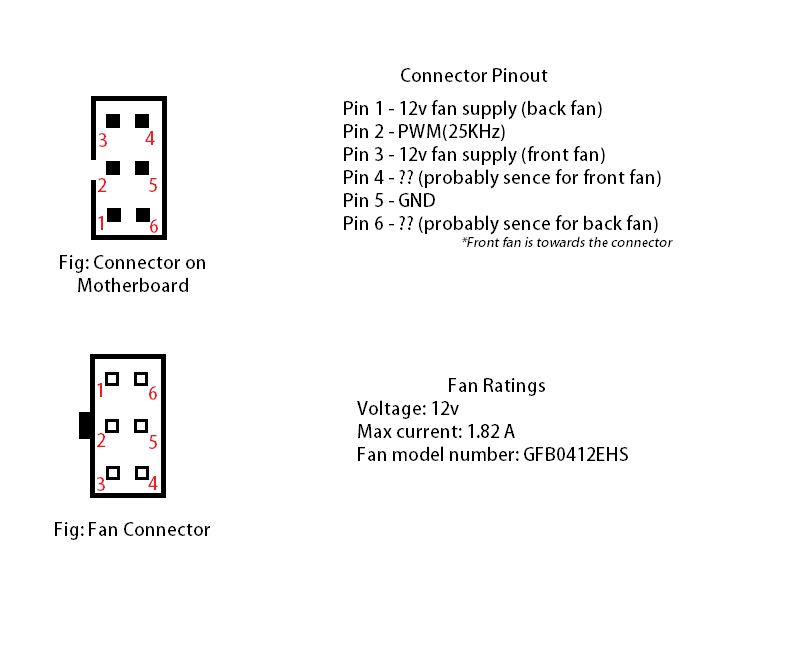 Connector Pinout
Pin 1 - 12v fan supply (back fan)
Pin 2 - PWM(25KHz)
Pin 3 - 12v fan supply (front fan)
Pin 4 - ?? (probably sence for front fan)
Pin 5 - GND
Pin 6 - ?? (probably sence for back fan)
*Front fan is towards the connector
3 4
2 5
1 6
Fig: Connector on
Motherboard
1 6
2 5
3 4
Fig: Fan Connector
Fan Ratings
Voltage: 12v
Max current: 1.82 A
Fan model number: GFB0412EHS